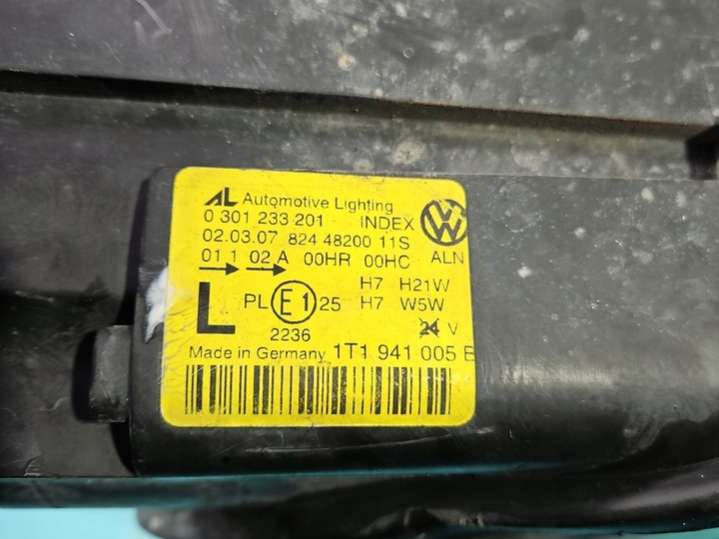 AL Automotive Lighting
0 301 233 201 INDEX
02.03.07 824 48200 11S
01 1 02 A 00HR 00HC ALN
H7 H21W
L PL E1 25 H7 W5W
2236 24 V
Made in Germany 1T1 941 005 E